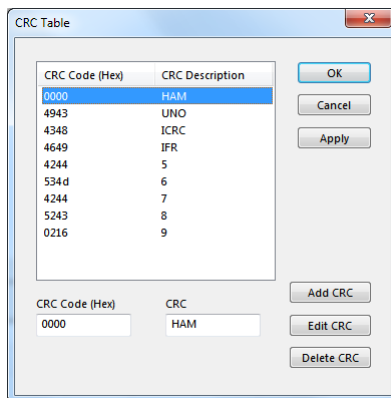 CRC Table
x
CRC Code (Hex) CRC Description
0000 HAM
4943 UNO
4348 ICRC
4649 IFR
4244 5
534d 6
4244 7
5243 8
0216 9
OK
Cancel
Apply
CRC Code (Hex) CRC
0000 HAM
Add CRC
Edit CRC
Delete CRC